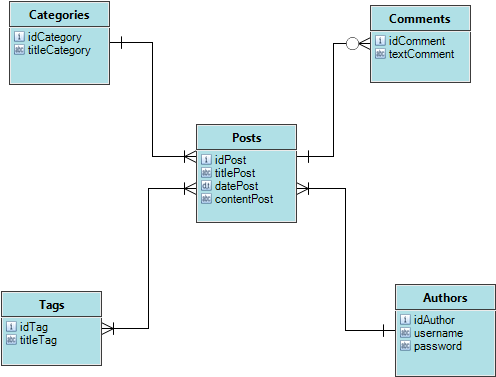 Categories
idCategory
titleCategory
Comments
idComment
textComment
Posts
idPost
titlePost
datePost
contentPost
Tags
idTag
titleTag
Authors
idAuthor
username
password